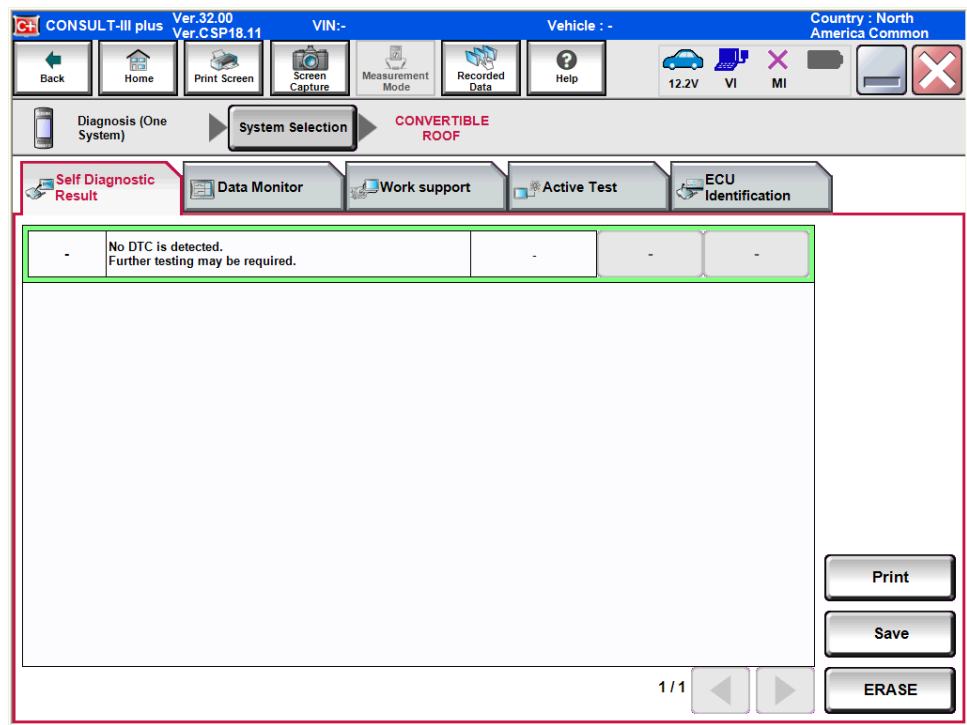 C+ CONSULT-III plus Ver.32.00 VIN:- Vehicle : - Country : North
Ver.CSP18.11 America Common
Back Home Print Screen Screen Capture Measurement Mode Recorded Data Help 12.2V VI MI
Diagnosis (One System) System Selection CONVERTIBLE ROOF
Self Diagnostic Result Data Monitor Work support Active Test ECU Identification
- No DTC is detected. - - -
Further testing may be required.
Print
Save
1/1 ERASE